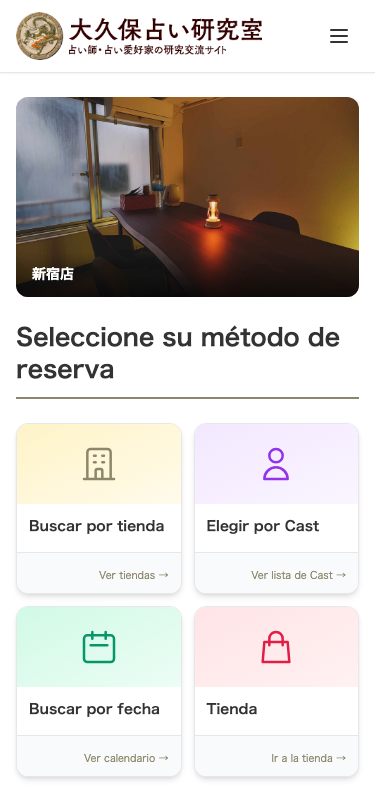 大久保占い研究室
占い師・占い愛好家の研究交流サイト
新宿店
Seleccione su método de
reserva
Buscar por tienda
Elegir por Cast
Ver tiendas →
Ver lista de Cast →
Buscar por fecha
Tienda
Ver calendario →
Ir a la tienda →